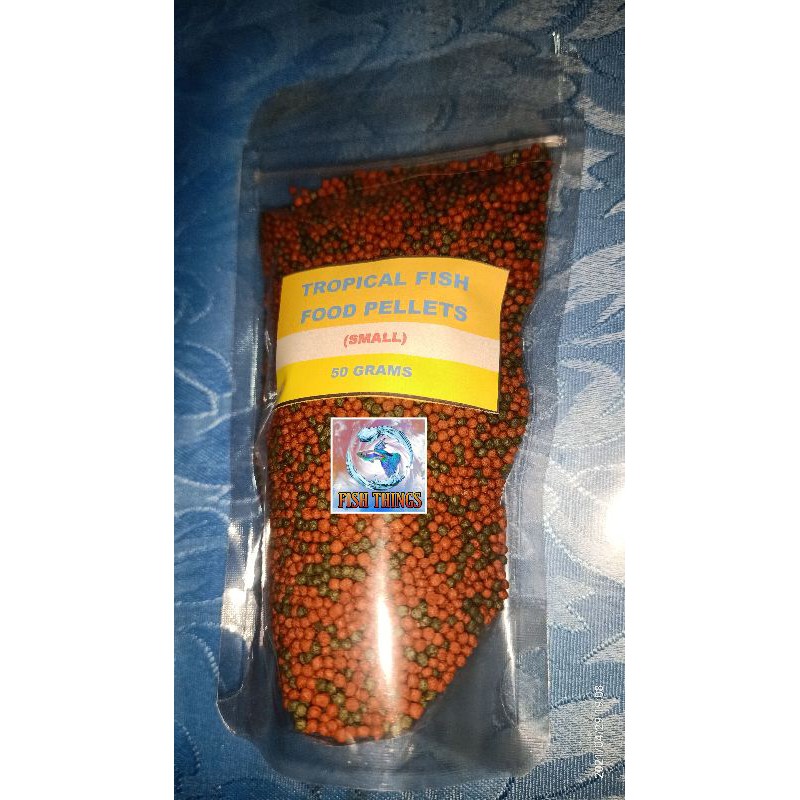 TROPICAL FISH
FOOD PELLETS
(SMALL)
50 GRAMS
FISH THINGS